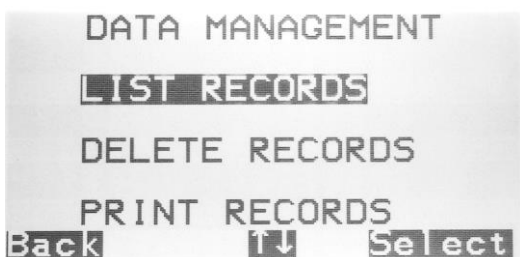 DATA MANAGEMENT
LIST RECORDS
DELETE RECORDS
PRINT RECORDS
Back ↑↓ Select